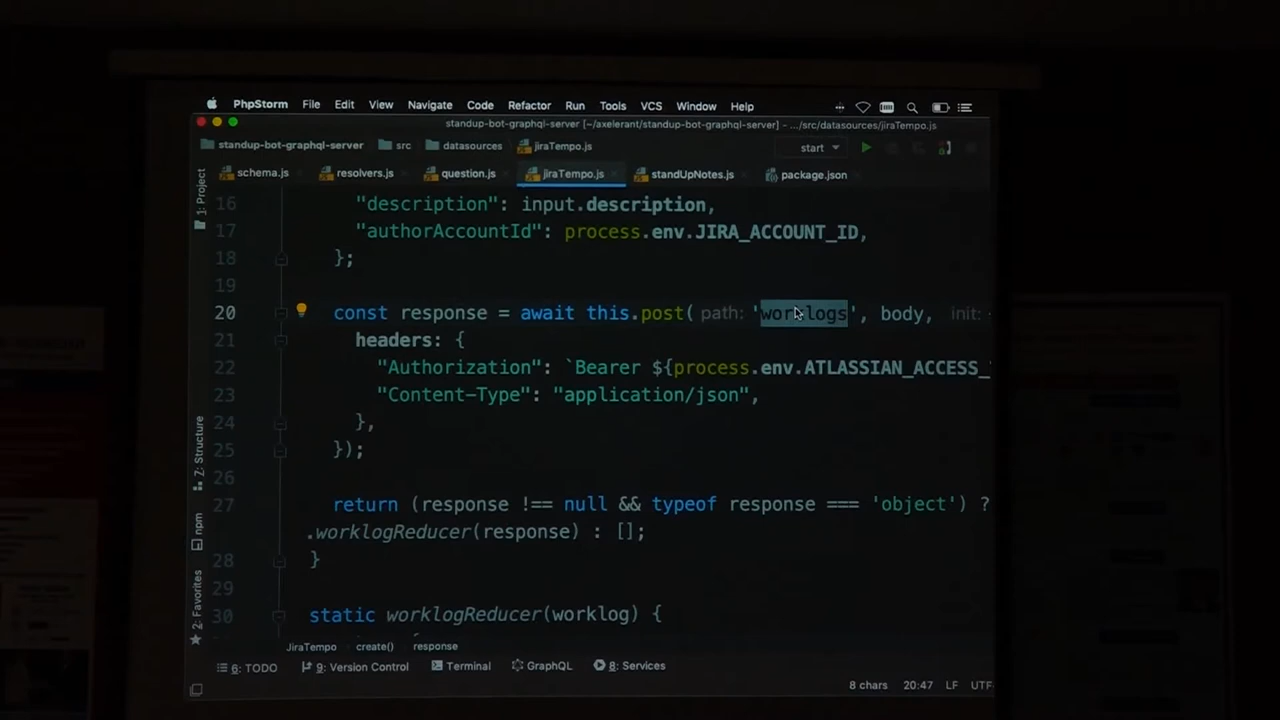 PhpStorm File Edit View Navigate Code Refactor Run Tools VCS Window Help
standup-bot-graphql-server [~/axelerant/standup-bot-graphql-server] - .../src/datasources/jiraTempo.js
standup-bot-graphql-server src datasources jiraTempo.js start
schema.js resolvers.js question.js jiraTempo.js standUpNotes.js package.json
1: Project
7: Structure
npm
2: Favorites
16 "description": input.description,
17 "authorAccountId": process.env.JIRA_ACCOUNT_ID,
18 };
19
20 const response = await this.post( path: 'worklogs', body, init:
21 headers: {
22 "Authorization": `Bearer ${process.env.ATLASSIAN_ACCESS_
23 "Content-Type": "application/json",
24 },
25 });
26
27 return (response !== null && typeof response === 'object') ?
.worklogReducer(response) : [];
28 }
29
30 static worklogReducer(worklog) {
JiraTempo create() response
6: TODO 9: Version Control Terminal GraphQL 8: Services
8 chars 20:47 LF UTF